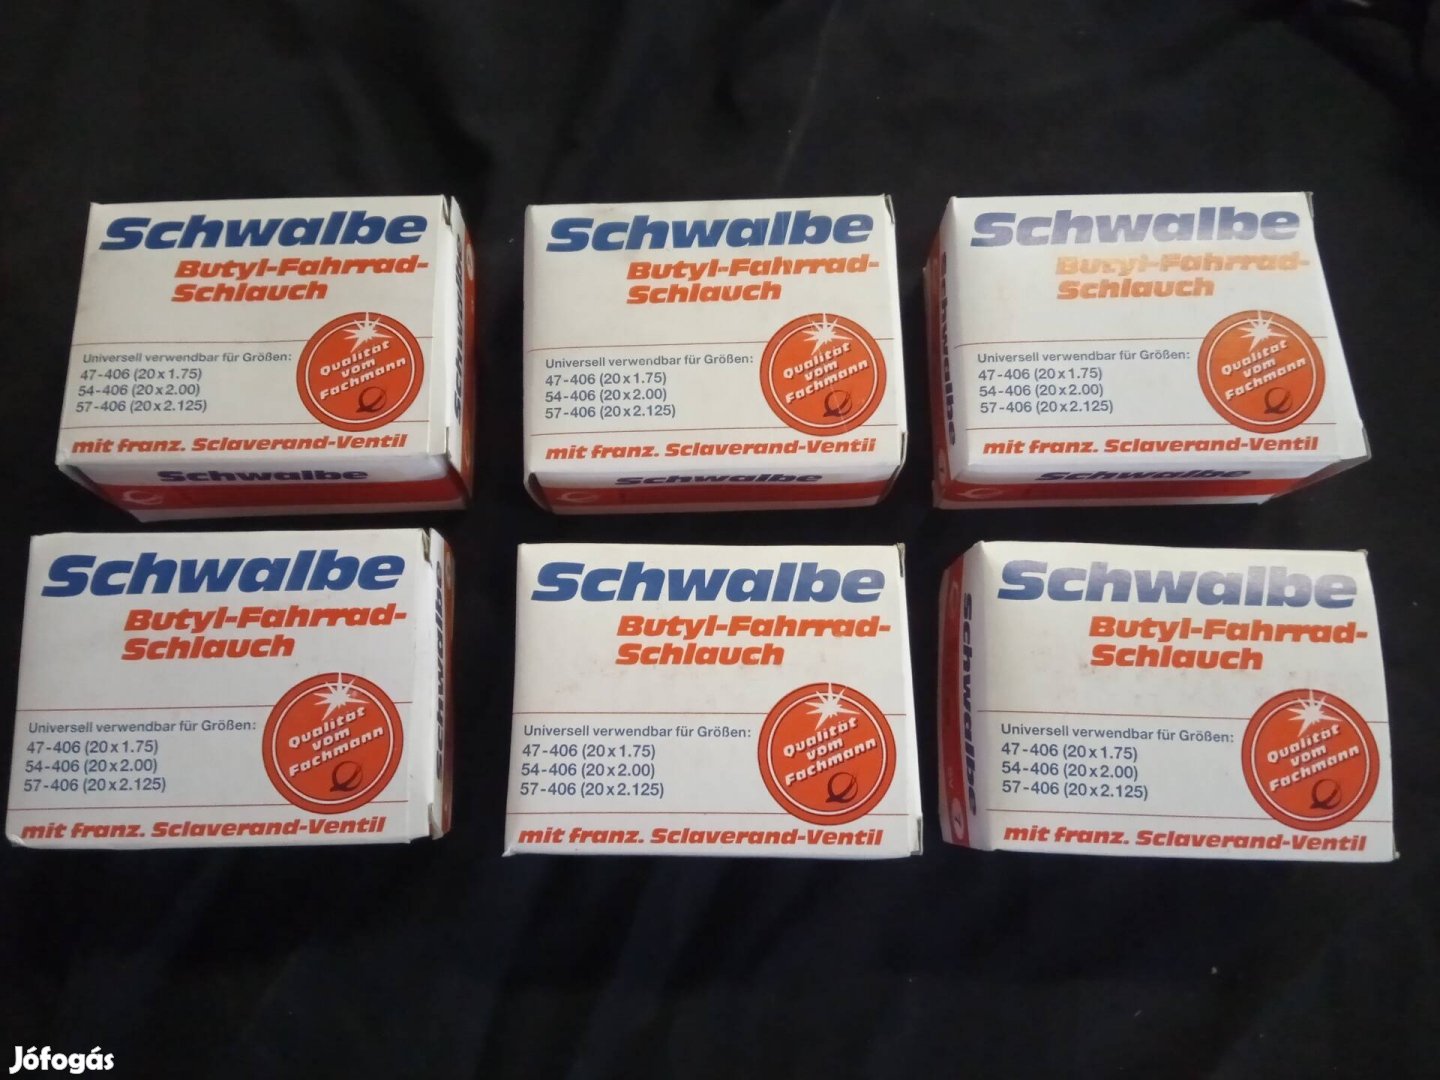 Schwalbe
Butyl-Fahrrad-
Schlauch
Universell verwendbar für Größen:
47-406 (20 x 1.75)
54-406 (20 x 2.00)
57-406 (20 x 2.125)
Qualität
vom
Fachmann
mit franz. Sclaverand-Ventil
Schwalbe
Schwalbe
Schwalbe
Butyl-Fahrrad-
Schlauch
Universell verwendbar für Größen:
47-406 (20 x 1.75)
54-406 (20 x 2.00)
57-406 (20 x 2.125)
Qualität
vom
Fachmann
mit franz. Sclaverand-Ventil
Schwalbe
Schwalbe
Butyl-Fahrrad-
Schlauch
Universell verwendbar für Größen:
47-406 (20 x 1.75)
54-406 (20 x 2.00)
57-406 (20 x 2.125)
Qualität
vom
Fachmann
mit franz. Sclaverand-Ventil
Schwalbe
Schwalbe
Schwalbe
Butyl-Fahrrad-
Schlauch
Universell verwendbar für Größen:
47-406 (20 x 1.75)
54-406 (20 x 2.00)
57-406 (20 x 2.125)
Qualität
vom
Fachmann
mit franz. Sclaverand-Ventil
Schwalbe
Schwalbe
Butyl-Fahrrad-
Schlauch
Universell verwendbar für Größen:
47-406 (20 x 1.75)
54-406 (20 x 2.00)
57-406 (20 x 2.125)
Qualität
vom
Fachmann
mit franz. Sclaverand-Ventil
Schwalbe
Butyl-Fahrrad-
Schlauch
Universell verwendbar für Größen:
47-406 (20 x 1.75)
54-406 (20 x 2.00)
57-406 (20 x 2.125)
Qualität
vom
Fachmann
mit franz. Sclaverand-Ventil
Schwalbe
7
Jófogás